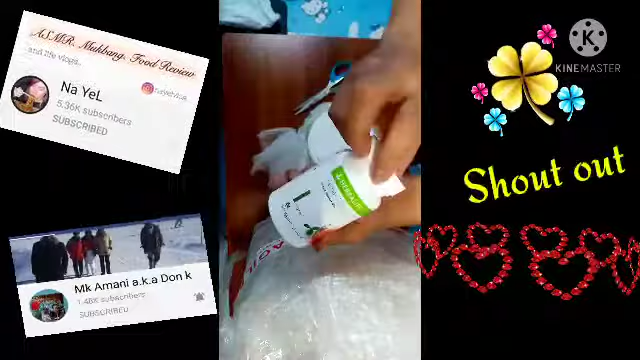 ASMR, Mukbang, Food Review
and life vlogs..
Na YeL
5.36K subscribers
SUBSCRIBED
Mk Amani a.k.a Don k
1.48K subscribers
SUBSCRIBED
HERBALIFE
KINEMASTER
Shout out